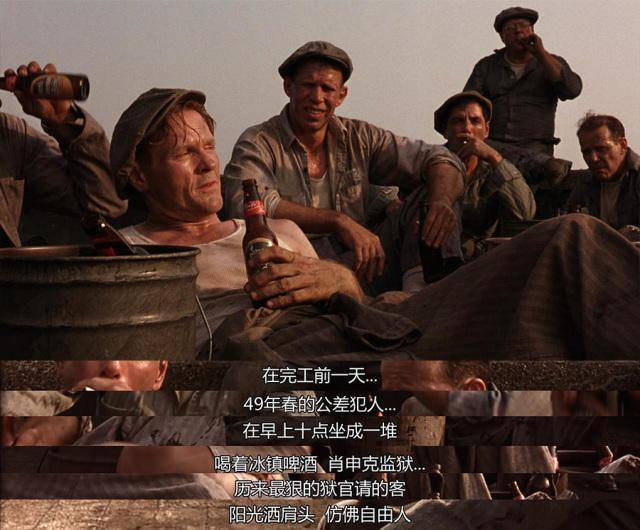 在完工前一天...
49年春的公差犯人...
在早上十点坐成一堆
喝着冰镇啤酒 肖申克监狱...
历来最狠的狱官请的客
阳光洒肩头 仿佛自由人